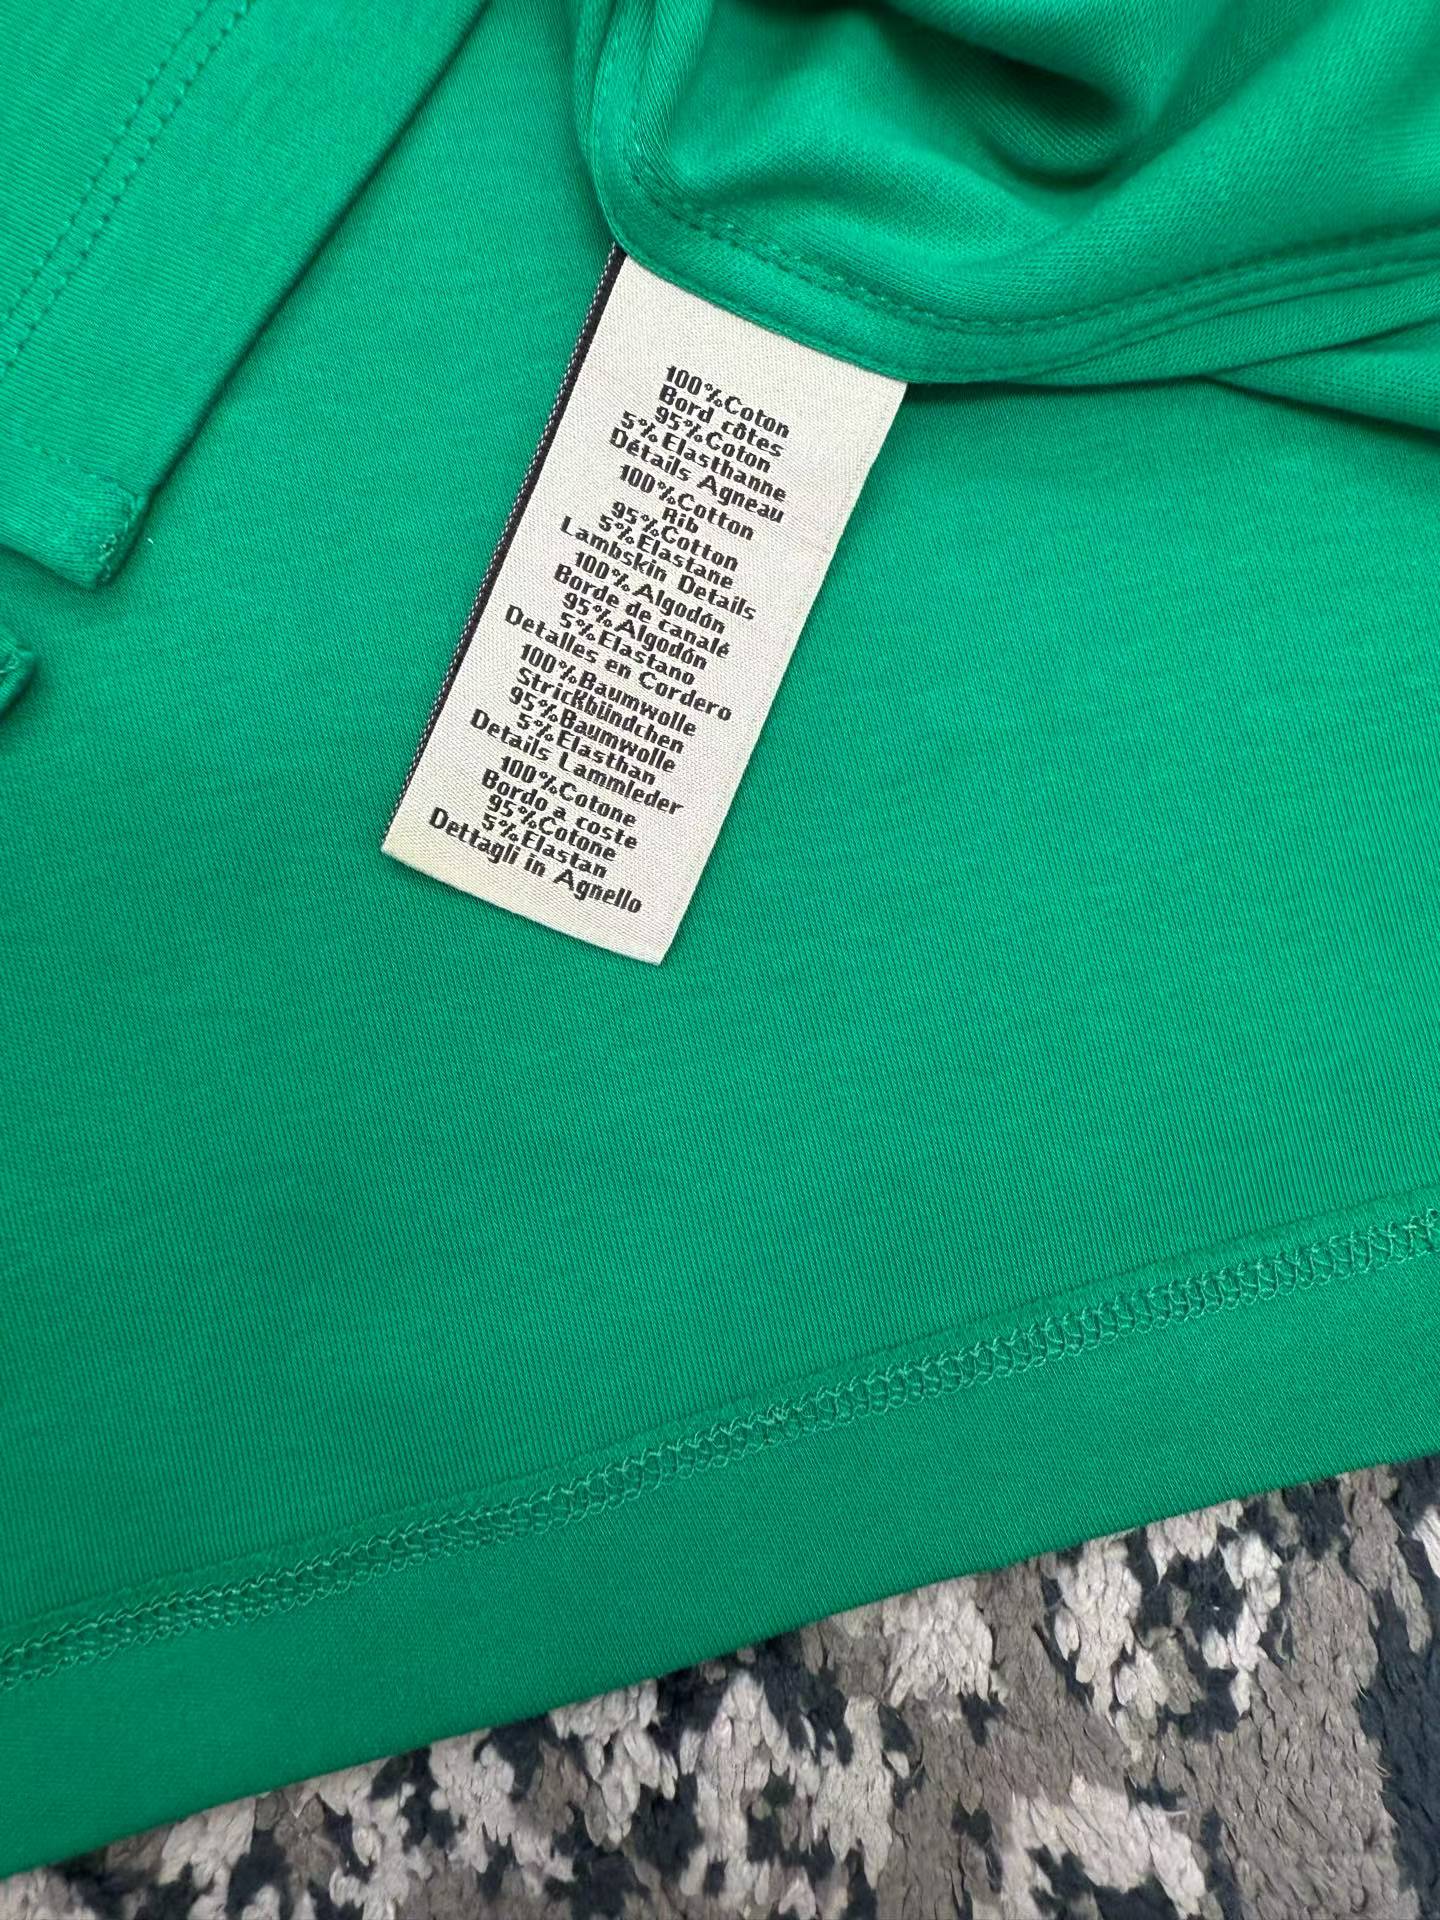 100%Coton
Bord côtes
95%Coton
5%Elasthanne
Détails Agneau
100%Cotton
Rib
95%Cotton
5%Elastane
Lambskin Details
100%Algodón
Borde de canalé
95%Algodón
5%Elastano
Detalles en Cordero
100%Baumwolle
Strickbündchen
95%Baumwolle
5%Elasthan
Details Lammleder
100%Cotone
Bordo a coste
95%Cotone
5%Elastan
Dettagli in Agnello